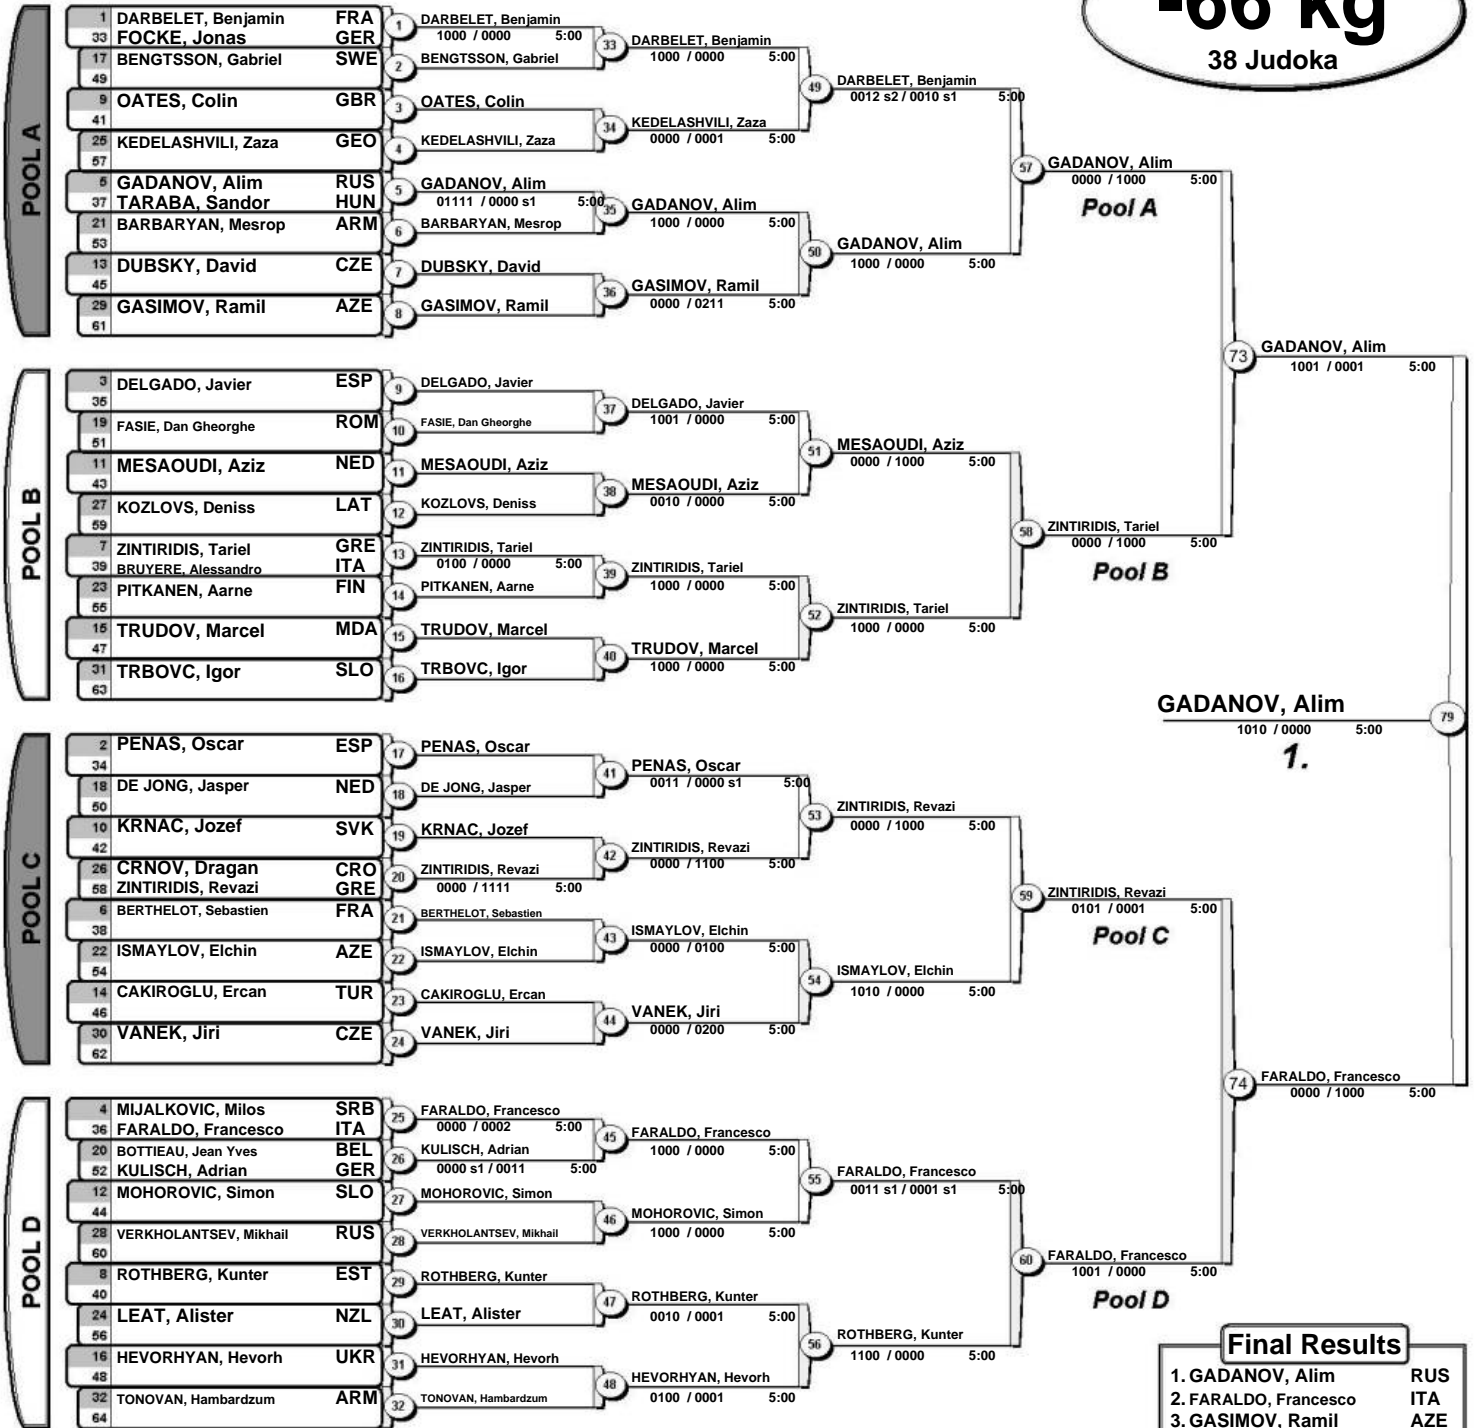 -66 kg
38 Judoka
POOL A
1 DARBELET, Benjamin FRA
33 FOCKE, Jonas GER
17 BENGTSSON, Gabriel SWE
49
9 OATES, Colin GBR
41
25 KEDELASHVILI, Zaza GEO
57
5 GADANOV, Alim RUS
37 TARABA, Sandor HUN
21 BARBARYAN, Mesrop ARM
53
13 DUBSKY, David CZE
45
29 GASIMOV, Ramil AZE
61
1 DARBELET, Benjamin
1000 / 0000 5:00
2 BENGTSSON, Gabriel
3 OATES, Colin
4 KEDELASHVILI, Zaza
5 GADANOV, Alim
01111 / 0000 s1 5:00
6 BARBARYAN, Mesrop
7 DUBSKY, David
8 GASIMOV, Ramil
33 DARBELET, Benjamin
1000 / 0000 5:00
34 KEDELASHVILI, Zaza
0000 / 0001 5:00
35 GADANOV, Alim
1000 / 0000 5:00
36 GASIMOV, Ramil
0000 / 0211 5:00
49 DARBELET, Benjamin
0012 s2 / 0010 s1 5:00
50 GADANOV, Alim
1000 / 0000 5:00
57 GADANOV, Alim
0000 / 1000 5:00
Pool A
POOL B
3 DELGADO, Javier ESP
35
19 FASIE, Dan Gheorghe ROM
51
11 MESAOUDI, Aziz NED
43
27 KOZLOVS, Deniss LAT
59
7 ZINTIRIDIS, Tariel GRE
39 BRUYERE, Alessandro ITA
23 PITKANEN, Aarne FIN
55
15 TRUDOV, Marcel MDA
47
31 TRBOVC, Igor SLO
63
9 DELGADO, Javier
10 FASIE, Dan Gheorghe
11 MESAOUDI, Aziz
12 KOZLOVS, Deniss
13 ZINTIRIDIS, Tariel
0100 / 0000 5:00
14 PITKANEN, Aarne
15 TRUDOV, Marcel
16 TRBOVC, Igor
37 DELGADO, Javier
1001 / 0000 5:00
38 MESAOUDI, Aziz
0010 / 0000 5:00
39 ZINTIRIDIS, Tariel
1000 / 0000 5:00
40 TRUDOV, Marcel
1000 / 0000 5:00
51 MESAOUDI, Aziz
0000 / 1000 5:00
52 ZINTIRIDIS, Tariel
1000 / 0000 5:00
58 ZINTIRIDIS, Tariel
0000 / 1000 5:00
Pool B
73 GADANOV, Alim
1001 / 0001 5:00
GADANOV, Alim 79
1010 / 0000 5:00
1.
POOL C
2 PENAS, Oscar ESP
34
18 DE JONG, Jasper NED
50
10 KRNAC, Jozef SVK
42
26 CRNOV, Dragan CRO
58 ZINTIRIDIS, Revazi GRE
6 BERTHELOT, Sebastien FRA
38
22 ISMAYLOV, Elchin AZE
54
14 CAKIROGLU, Ercan TUR
46
30 VANEK, Jiri CZE
62
17 PENAS, Oscar
18 DE JONG, Jasper
19 KRNAC, Jozef
20 ZINTIRIDIS, Revazi
0000 / 1111 5:00
21 BERTHELOT, Sebastien
22 ISMAYLOV, Elchin
23 CAKIROGLU, Ercan
24 VANEK, Jiri
41 PENAS, Oscar
0011 / 0000 s1 5:00
42 ZINTIRIDIS, Revazi
0000 / 1100 5:00
43 ISMAYLOV, Elchin
0000 / 0100 5:00
44 VANEK, Jiri
0000 / 0200 5:00
53 ZINTIRIDIS, Revazi
0000 / 1000 5:00
54 ISMAYLOV, Elchin
1010 / 0000 5:00
59 ZINTIRIDIS, Revazi
0101 / 0001 5:00
Pool C
POOL D
4 MIJALKOVIC, Milos SRB
36 FARALDO, Francesco ITA
20 BOTTIEAU, Jean Yves BEL
52 KULISCH, Adrian GER
12 MOHOROVIC, Simon SLO
44
28 VERKHOLANTSEV, Mikhail RUS
60
8 ROTHBERG, Kunter EST
40
24 LEAT, Alister NZL
56
16 HEVORHYAN, Hevorh UKR
48
32 TONOVAN, Hambardzum ARM
64
25 FARALDO, Francesco
0000 / 0002 5:00
26 KULISCH, Adrian
0000 s1 / 0011 5:00
27 MOHOROVIC, Simon
28 VERKHOLANTSEV, Mikhail
29 ROTHBERG, Kunter
30 LEAT, Alister
31 HEVORHYAN, Hevorh
32 TONOVAN, Hambardzum
45 FARALDO, Francesco
1000 / 0000 5:00
46 MOHOROVIC, Simon
1000 / 0000 5:00
47 ROTHBERG, Kunter
0010 / 0001 5:00
48 HEVORHYAN, Hevorh
0100 / 0001 5:00
55 FARALDO, Francesco
0011 s1 / 0001 s1 5:00
56 ROTHBERG, Kunter
1100 / 0000 5:00
60 FARALDO, Francesco
1001 / 0000 5:00
Pool D
74 FARALDO, Francesco
0000 / 1000 5:00
Final Results
1. GADANOV, Alim RUS
2. FARALDO, Francesco ITA
3. GASIMOV, Ramil AZE